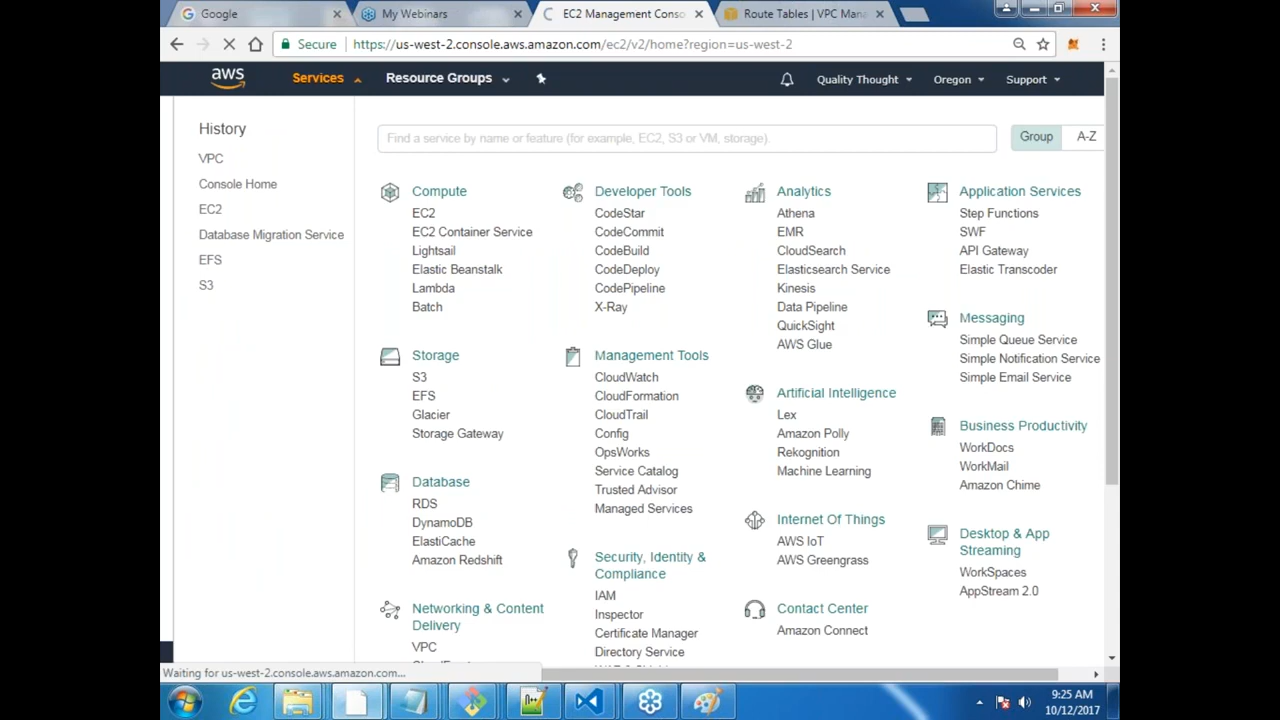 Google
My Webinars
EC2 Management Conso
Route Tables | VPC Mana
Secure
https://us-west-2.console.aws.amazon.com/ec2/v2/home?region=us-west-2
aws
Services
Resource Groups
Quality Thought
Oregon
Support
History
VPC
Console Home
EC2
Database Migration Service
EFS
S3
Find a service by name or feature (for example, EC2, S3 or VM, storage).
Group
A-Z
Compute
EC2
EC2 Container Service
Lightsail
Elastic Beanstalk
Lambda
Batch
Storage
S3
EFS
Glacier
Storage Gateway
Database
RDS
DynamoDB
ElastiCache
Amazon Redshift
Networking & Content
Delivery
VPC
Developer Tools
CodeStar
CodeCommit
CodeBuild
CodeDeploy
CodePipeline
X-Ray
Management Tools
CloudWatch
CloudFormation
CloudTrail
Config
OpsWorks
Service Catalog
Trusted Advisor
Managed Services
Security, Identity &
Compliance
IAM
Inspector
Certificate Manager
Directory Service
Analytics
Athena
EMR
CloudSearch
Elasticsearch Service
Kinesis
Data Pipeline
QuickSight
AWS Glue
Artificial Intelligence
Lex
Amazon Polly
Rekognition
Machine Learning
Internet Of Things
AWS IoT
AWS Greengrass
Contact Center
Amazon Connect
Application Services
Step Functions
SWF
API Gateway
Elastic Transcoder
Messaging
Simple Queue Service
Simple Notification Service
Simple Email Service
Business Productivity
WorkDocs
WorkMail
Amazon Chime
Desktop & App
Streaming
WorkSpaces
AppStream 2.0
Waiting for us-west-2.console.aws.amazon.com...
9:25 AM
10/12/2017